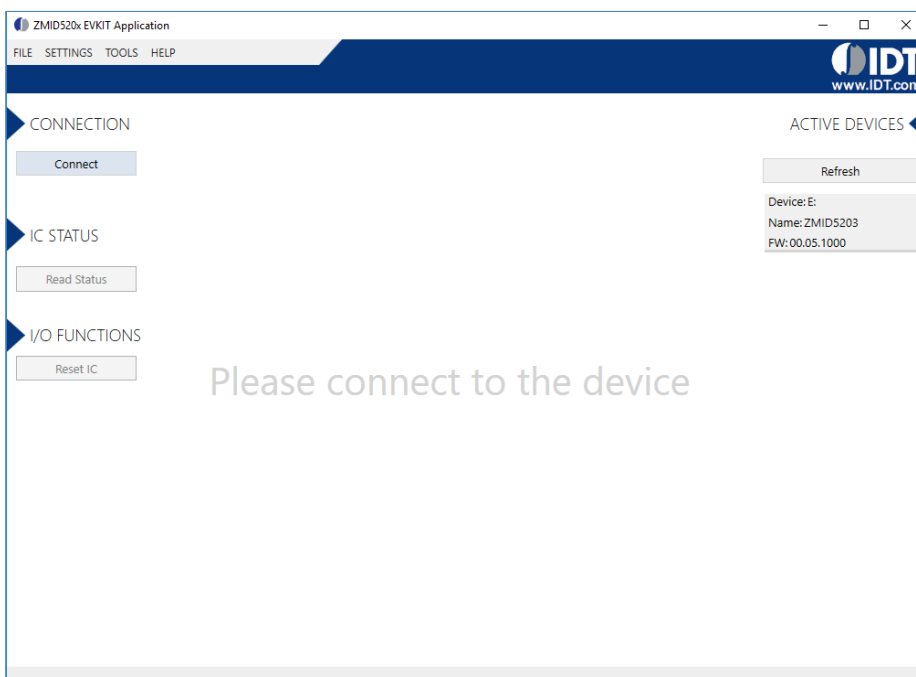 ZMID520x EVKIT Application
FILE SETTINGS TOOLS HELP
IDT
www.IDT.com
CONNECTION
Connect
IC STATUS
Read Status
I/O FUNCTIONS
Reset IC
Please connect to the device
ACTIVE DEVICES
Refresh
Device: E:
Name: ZMID5203
FW: 00.05.1000